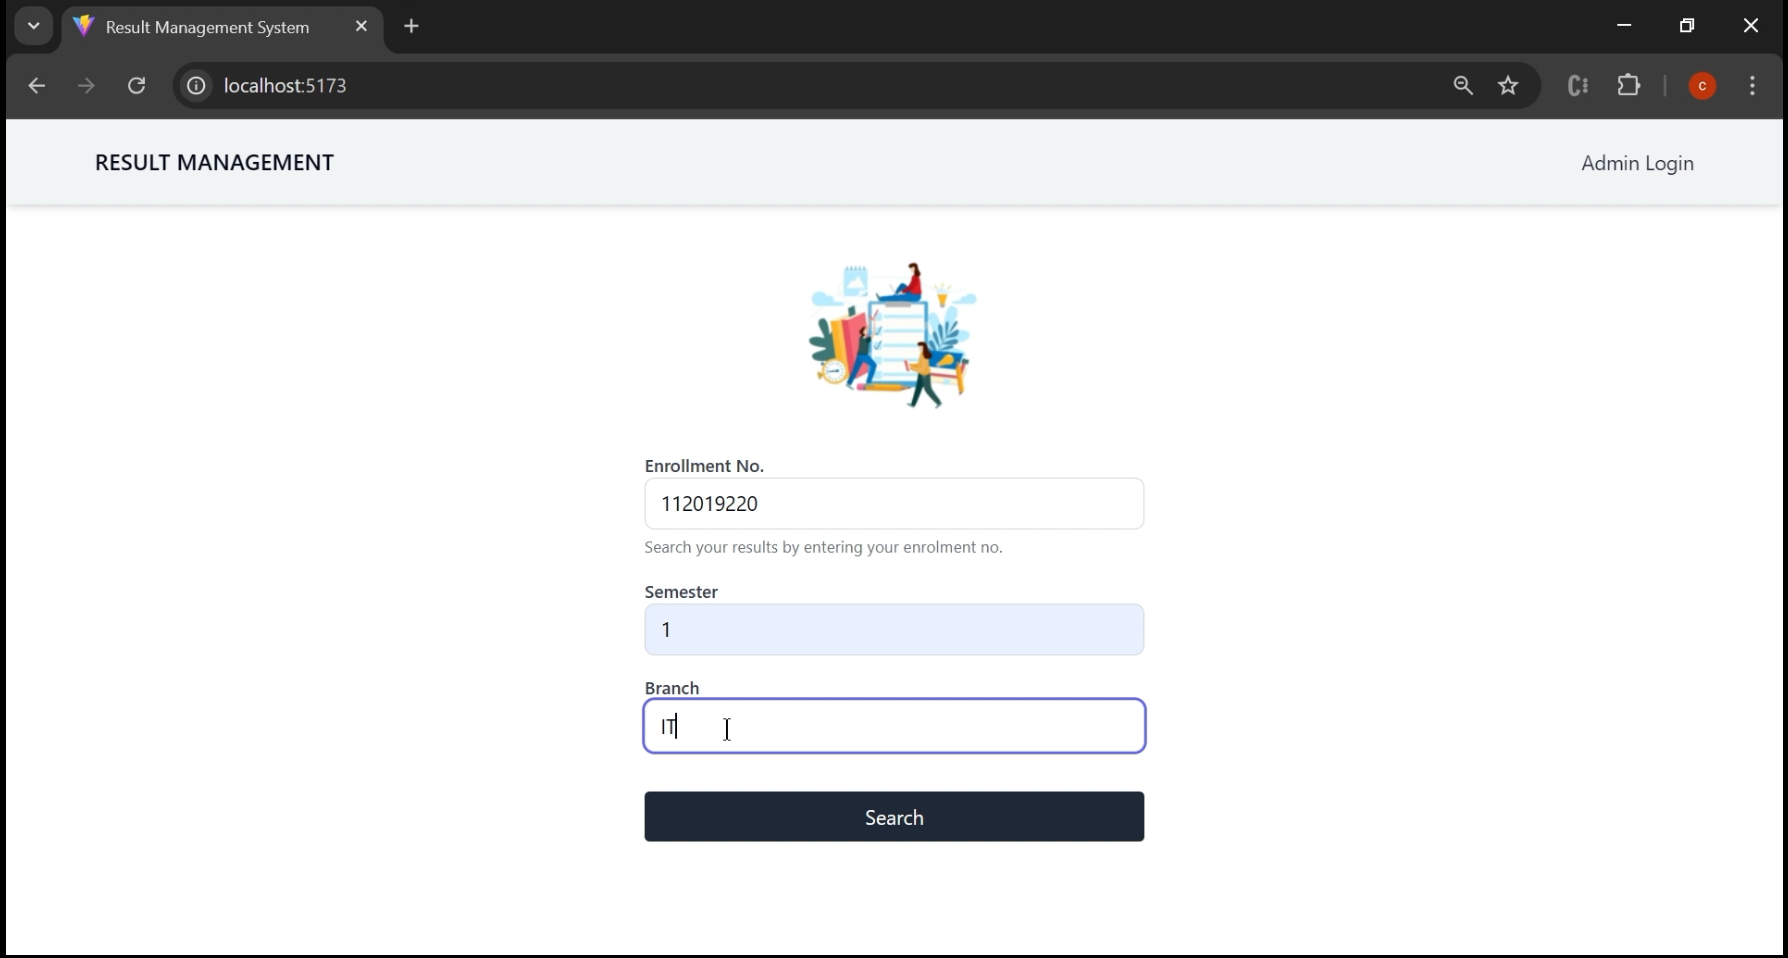 Result Management System
localhost:5173
c
RESULT MANAGEMENT
Admin Login
Enrollment No.
112019220
Search your results by entering your enrolment no.
Semester
1
Branch
IT
Search